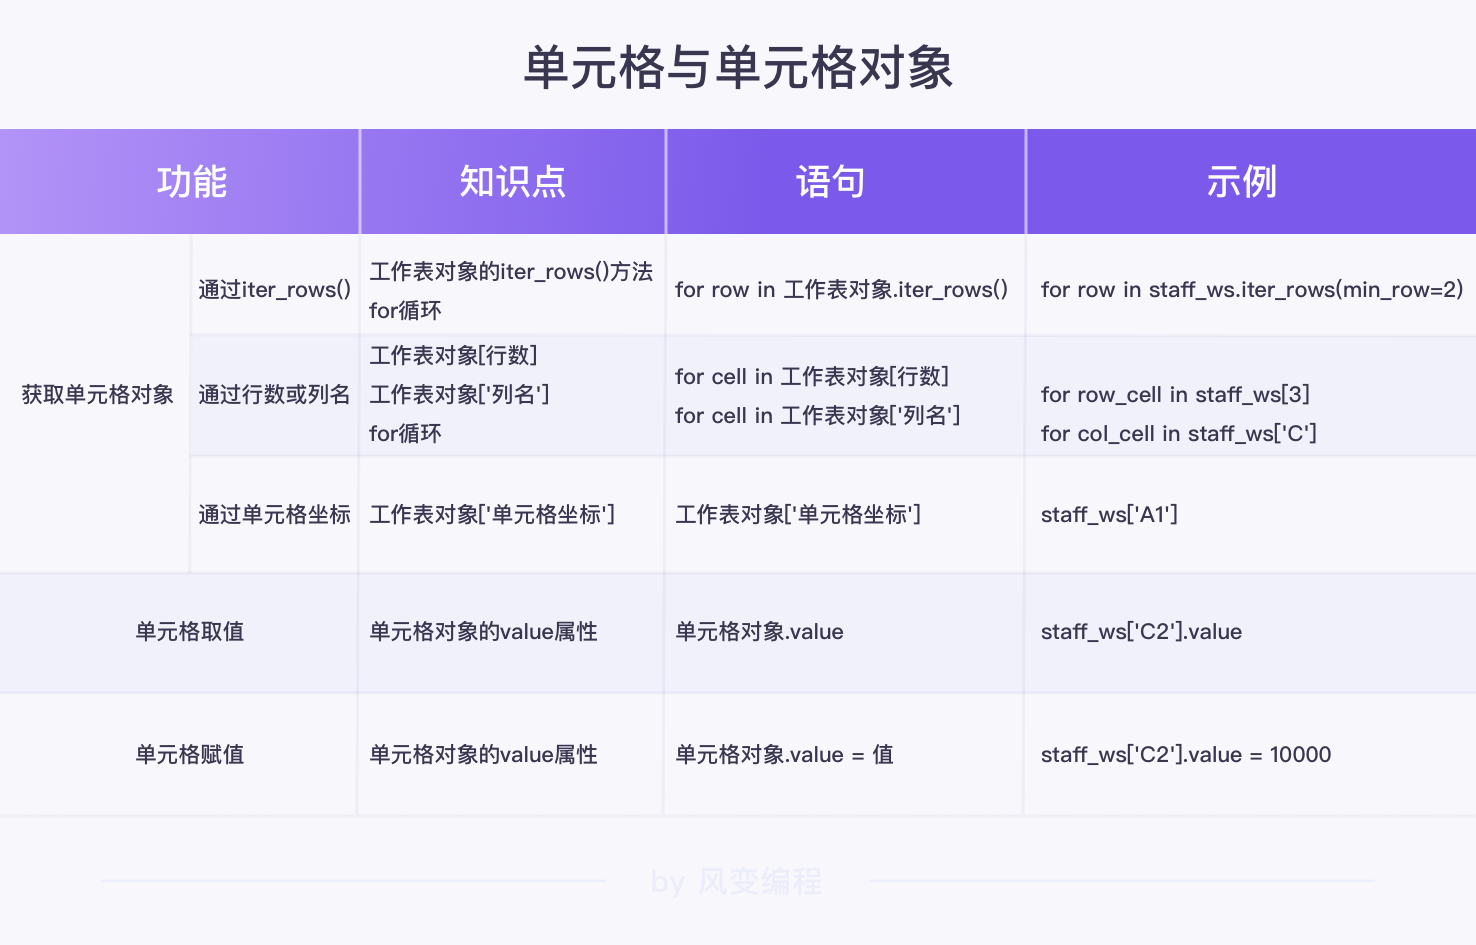 单元格与单元格对象
功能
知识点
语句
示例
获取单元格对象
通过iter_rows()
工作表对象的iter_rows()方法
for循环
for row in 工作表对象.iter_rows()
for row in staff_ws.iter_rows(min_row=2)
通过行数或列名
工作表对象[行数]
工作表对象['列名']
for循环
for cell in 工作表对象[行数]
for cell in 工作表对象['列名']
for row_cell in staff_ws[3]
for col_cell in staff_ws['C']
通过单元格坐标
工作表对象['单元格坐标']
工作表对象['单元格坐标']
staff_ws['A1']
单元格取值
单元格对象的value属性
单元格对象.value
staff_ws['C2'].value
单元格赋值
单元格对象的value属性
单元格对象.value = 值
staff_ws['C2'].value = 10000
by 风变编程